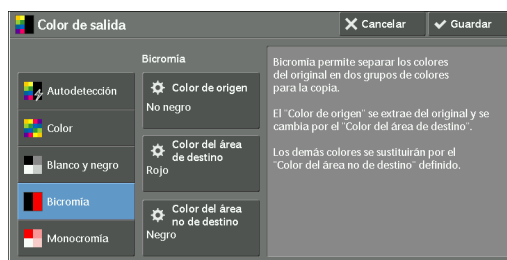 Color de salida
Cancelar
Guardar
Autodetección
Color
Blanco y negro
Bicromía
Monocromía
Bicromía
Color de origen
No negro
Color del área
de destino
Rojo
Color del área
no de destino
Negro
Bicromía permite separar los colores
del original en dos grupos de colores
para la copia.
El "Color de origen" se extrae del original y se
cambia por el "Color del área de destino".
Los demás colores se sustituirán por el
"Color del área no de destino" definido.